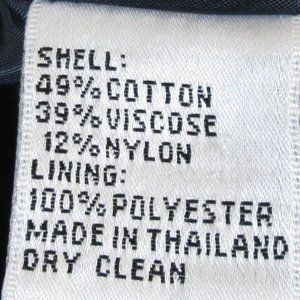 SHELL:
49% COTTON
39% VISCOSE
12% NYLON
LINING:
100% POLYESTER
MADE IN THAILAND
DRY CLEAN